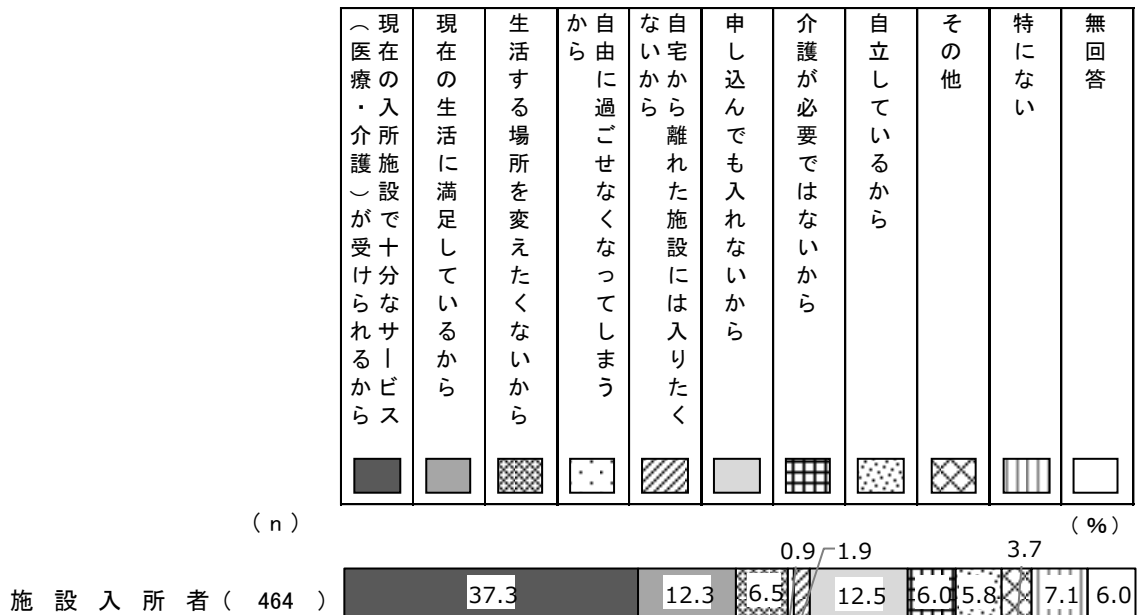 現在の入所施設で十分なサービス
（医療・介護）が受けられるから
現在の生活に満足しているから
生活する場所を変えたくないから
自由に過ごせなくなってしまう
から
自宅から離れた施設には入りたく
ないから
申し込んでも入れないから
介護が必要ではないから
自立しているから
その他
特にない
無回答
（ｎ）
（％）
0.9 1.9 3.7
施 設 入 所 者（ 464 ） 37.3 12.3 6.5 12.5 6.0 5.8 7.1 6.0